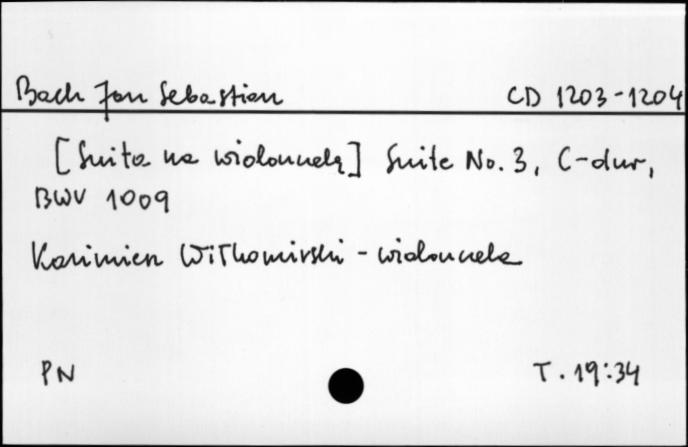 Bach Jan Sebastian CD 1203-1204
[Suita na wiolonczelę] Suite No. 3, C-dur,
BWV 1009
Kazimierz Wiłkomirski - wiolonczela
PN T. 19:34